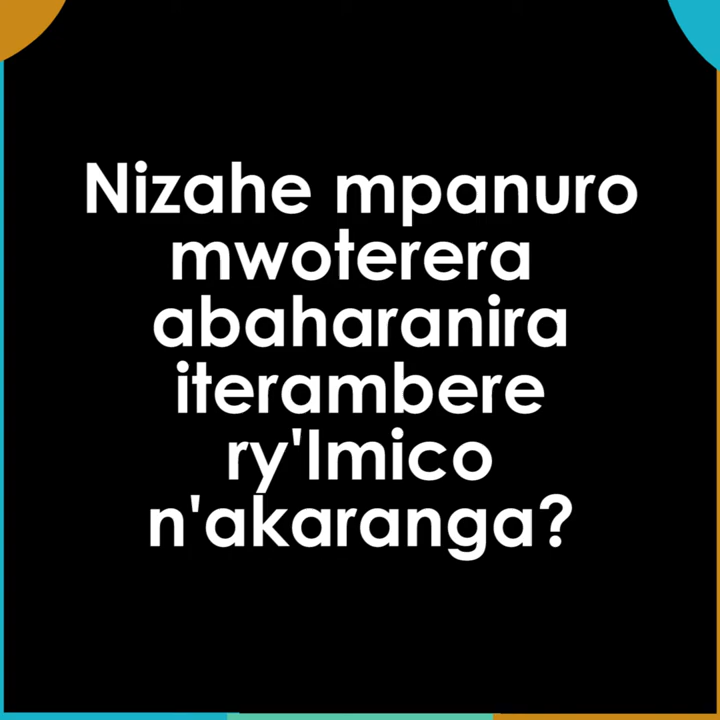 Nizahe mpanuro
mwoterera
abaharanira
iterambere
ry'Imico
n'akaranga?